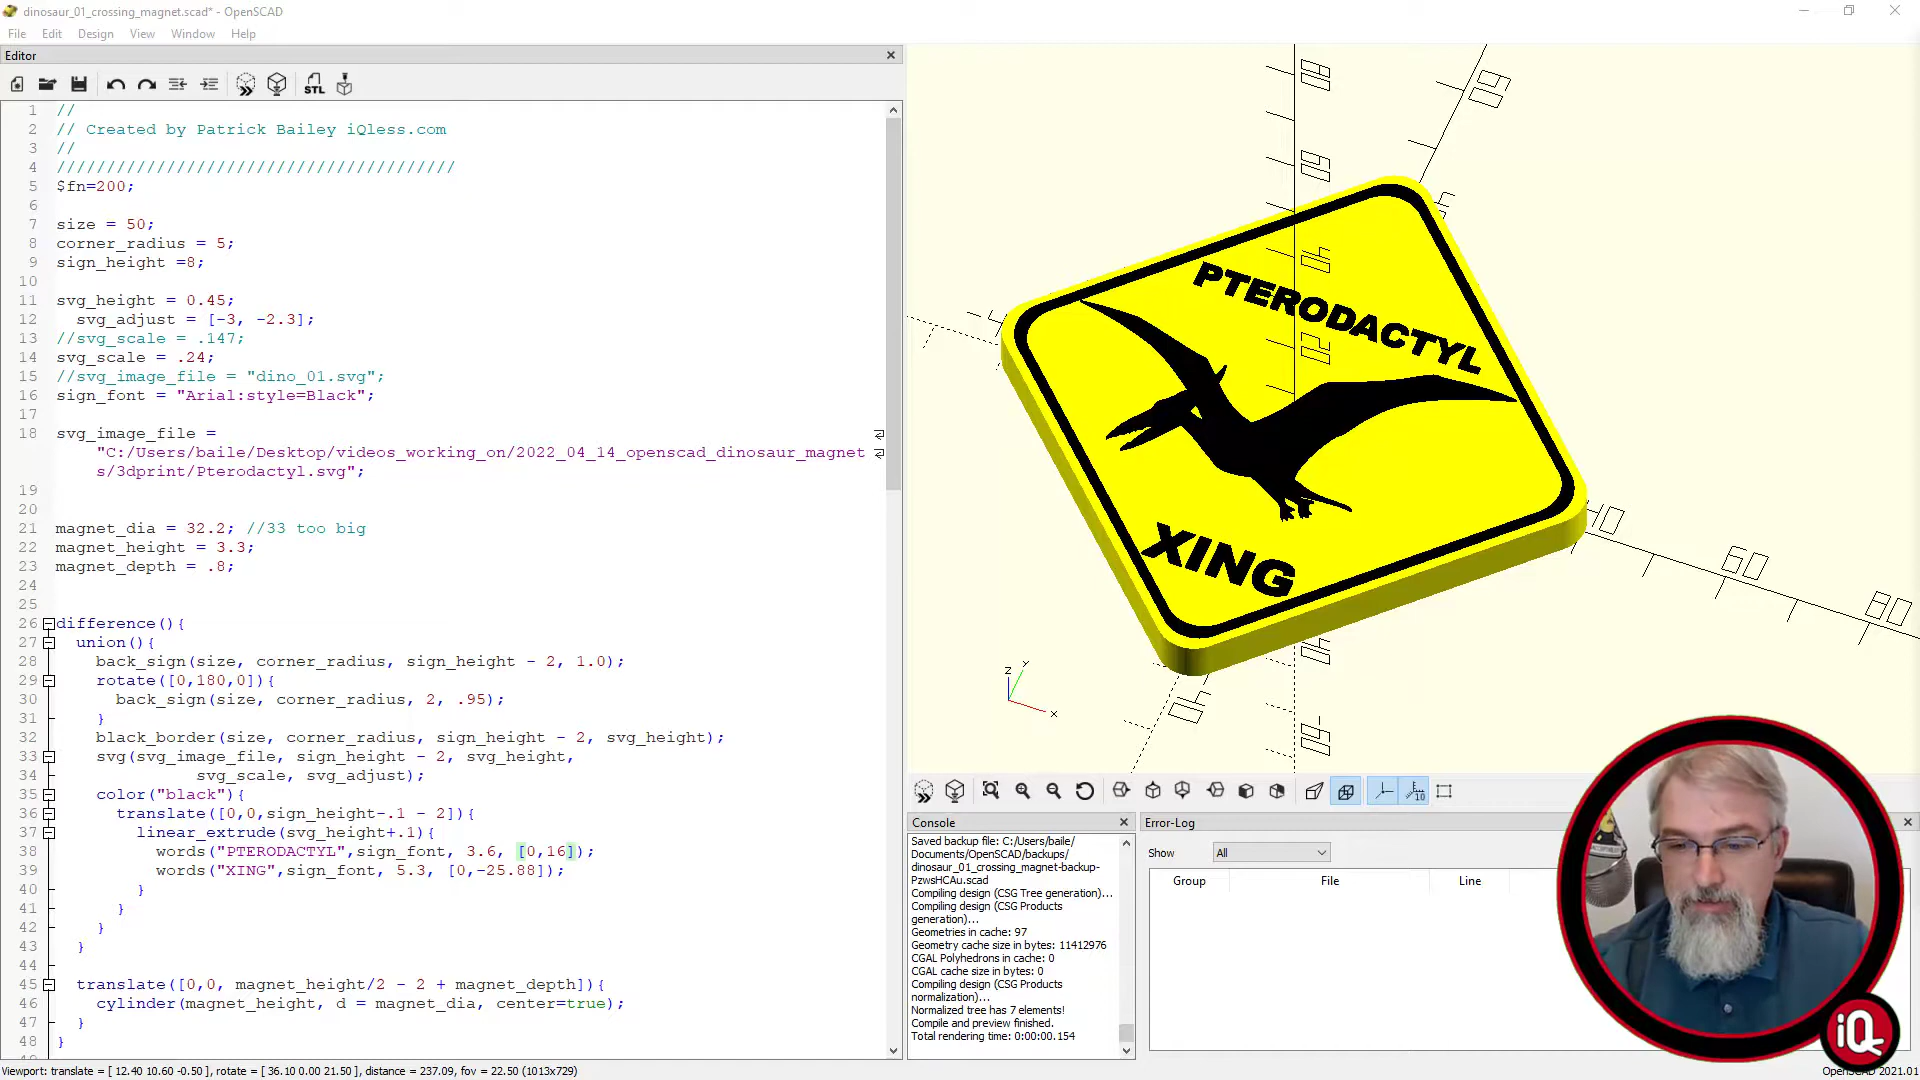 dinosaur_01_crossing_magnet.scad* - OpenSCAD
File Edit Design View Window Help
Editor
STL
1 //
2 // Created by Patrick Bailey iQless.com
3 //
4 ////////////////////////////////////////
5 $fn=200;
6
7 size = 50;
8 corner_radius = 5;
9 sign_height =8;
10
11 svg_height = 0.45;
12 svg_adjust = [-3, -2.3];
13 //svg_scale = .147;
14 svg_scale = .24;
15 //svg_image_file = "dino_01.svg";
16 sign_font = "Arial:style=Black";
17
18 svg_image_file =
"C:/Users/baile/Desktop/videos_working_on/2022_04_14_openscad_dinosaur_magnet
s/3dprint/Pterodactyl.svg";
19
20
21 magnet_dia = 32.2; //33 too big
22 magnet_height = 3.3;
23 magnet_depth = .8;
24
25
26 difference(){
27 union(){
28 back_sign(size, corner_radius, sign_height - 2, 1.0);
29 rotate([0,180,0]){
30 back_sign(size, corner_radius, 2, .95);
31 }
32 black_border(size, corner_radius, sign_height - 2, svg_height);
33 svg(svg_image_file, sign_height - 2, svg_height,
34 svg_scale, svg_adjust);
35 color("black"){
36 translate([0,0,sign_height-.1 - 2]){
37 linear_extrude(svg_height+.1){
38 words("PTERODACTYL",sign_font, 3.6, [0,16]);
39 words("XING",sign_font, 5.3, [0,-25.88]);
40 }
41 }
42 }
43 }
44
45 translate([0,0, magnet_height/2 - 2 + magnet_depth]){
46 cylinder(magnet_height, d = magnet_dia, center=true);
47 }
48 }
PTERODACTYL
XING
60
80
z
y
x
10
Console
Saved backup file: C:/Users/baile/
Documents/OpenSCAD/backups/
dinosaur_01_crossing_magnet-backup-
PzwsHCAu.scad
Compiling design (CSG Tree generation)...
Compiling design (CSG Products
generation)...
Geometries in cache: 97
Geometry cache size in bytes: 11412976
CGAL Polyhedrons in cache: 0
CGAL cache size in bytes: 0
Compiling design (CSG Products
normalization)...
Normalized tree has 7 elements!
Compile and preview finished.
Total rendering time: 0:00:00.154
Error-Log
Show All
Group File Line
iQ
Viewport: translate = [ 12.40 10.60 -0.50 ], rotate = [ 36.10 0.00 21.50 ], distance = 237.09, fov = 22.50 (1013x729)
OpenSCAD 2021.01